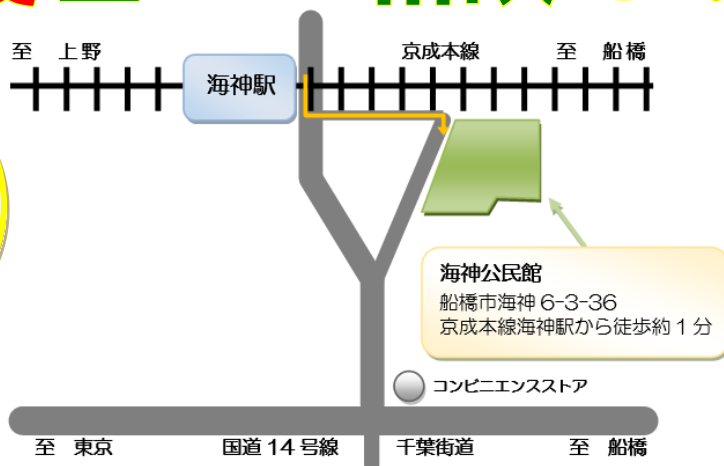 至 上野
海神駅
京成本線
至 船橋
海神公民館
船橋市海神 6-3-36
京成本線海神駅から徒歩約 1 分
コンビニエンスストア
至 東京
国道 14 号線
千葉街道
至 船橋